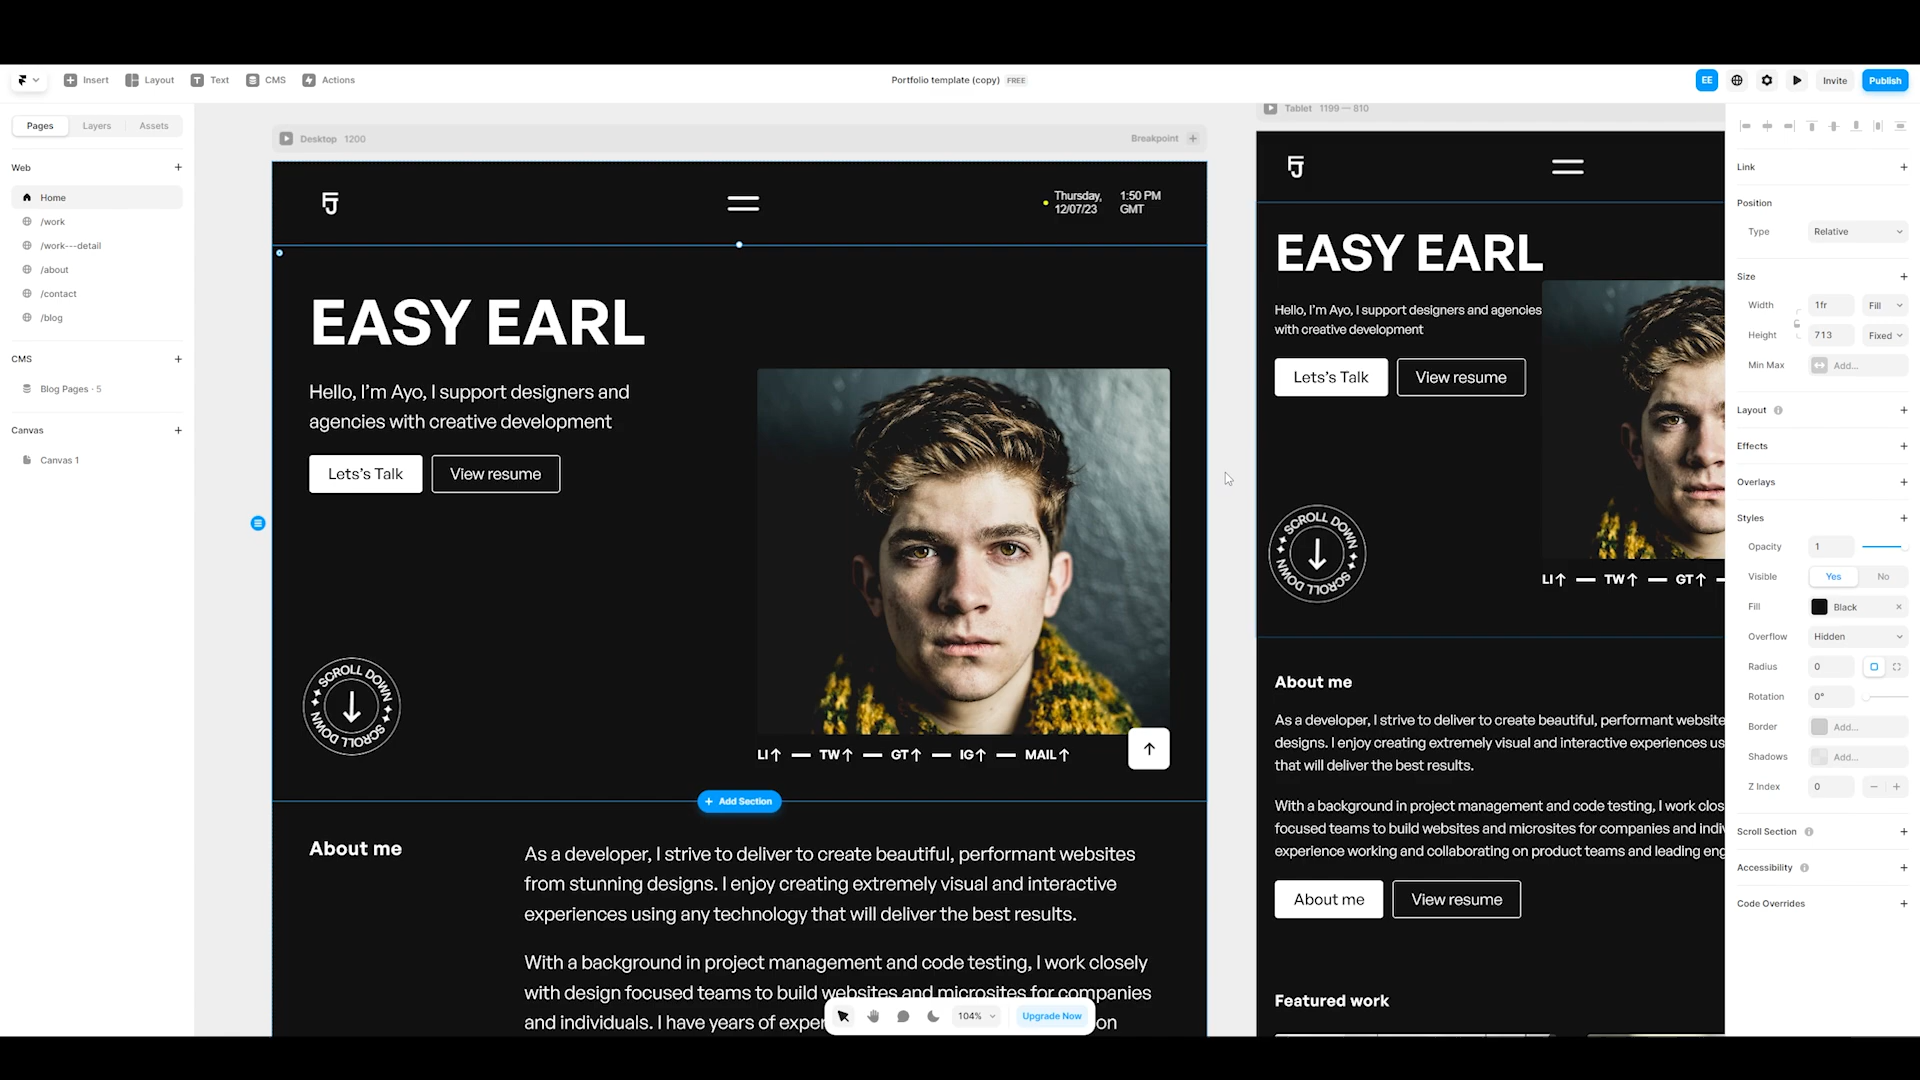 Insert Layout Text CMS Actions
Portfolio template (copy) FREE
EE Invite Publish
Pages Layers Assets
Web
Home
/work
/work---detail
/about
/contact
/blog
CMS
Blog Pages · 5
Canvas
Canvas 1
Desktop 1200
Breakpoint
Thursday,
12/07/23
1:50 PM
GMT
EASY EARL
Hello, I'm Ayo, I support designers and
agencies with creative development
Lets's Talk
View resume
SCROLL DOWN
SCROLL DOWN
LI↑ — TW↑ — GT↑ — IG↑ — MAIL↑
+ Add Section
About me
As a developer, I strive to deliver to create beautiful, performant websites
from stunning designs. I enjoy creating extremely visual and interactive
experiences using any technology that will deliver the best results.
With a background in project management and code testing, I work closely
with design focused teams to build websites and microsites for companies
and individuals. I have years of exper
on
104%
Upgrade Now
Tablet 1199 — 810
EASY EARL
Hello, I'm Ayo, I support designers and agencies
with creative development
Lets's Talk
View resume
SCROLL DOWN
SCROLL DOWN
LI↑ — TW↑ — GT↑ —
About me
As a developer, I strive to deliver to create beautiful, performant website
designs. I enjoy creating extremely visual and interactive experiences us
that will deliver the best results.
With a background in project management and code testing, I work clos
focused teams to build websites and microsites for companies and indiv
experience working and collaborating on product teams and leading eng
About me
View resume
Featured work
Link
Position
Type Relative
Size
Width 1fr Fill
Height 713 Fixed
Min Max Add...
Layout
Effects
Overlays
Styles
Opacity 1
Visible Yes No
Fill Black
Overflow Hidden
Radius 0
Rotation 0°
Border Add...
Shadows Add...
Z Index 0
Scroll Section
Accessibility
Code Overrides